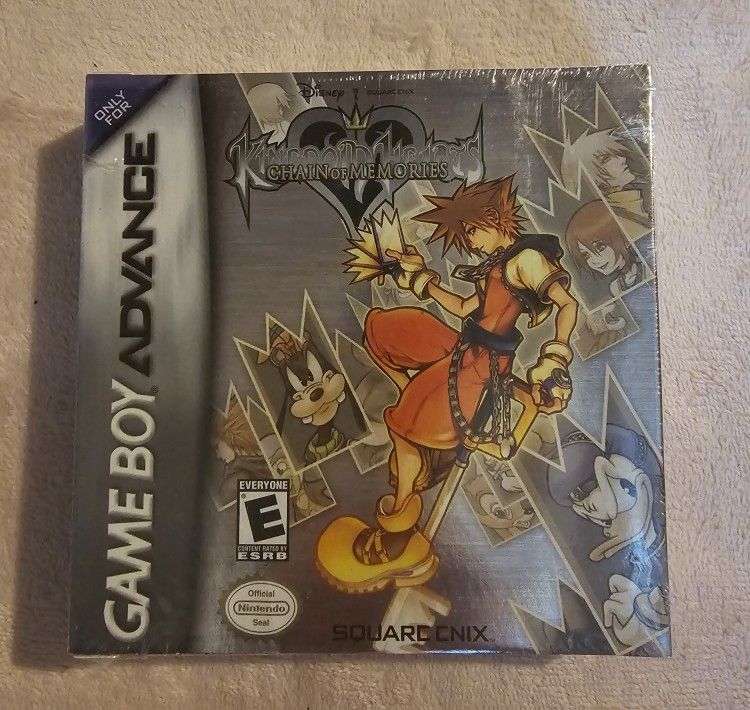 ONLY
FOR
GAME BOY ADVANCE
Disney SQUARE ENIX
KINGDOM HEARTS
CHAIN OF MEMORIES
EVERYONE
E
CONTENT RATED BY
ESRB
Official
Nintendo
Seal
SQUARE ENIX